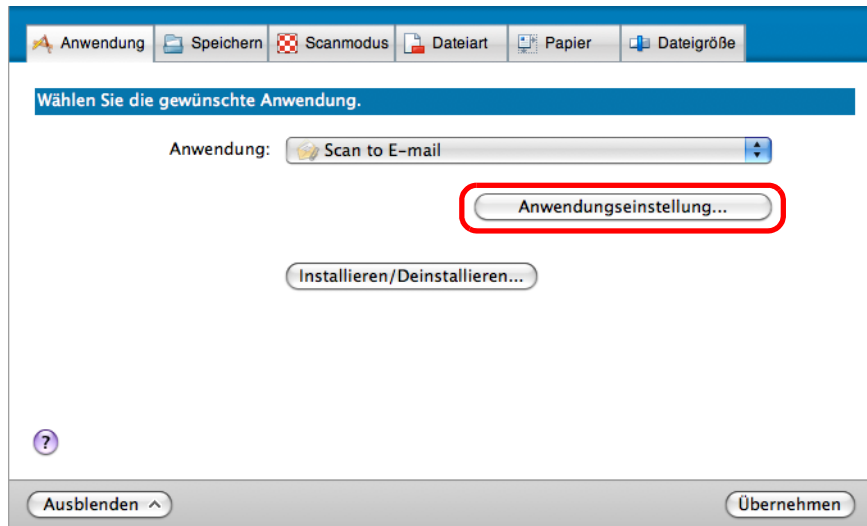 Anwendung Speichern Scanmodus Dateiart Papier Dateigröße
Wählen Sie die gewünschte Anwendung.
Anwendung: Scan to E-mail
Anwendungseinstellung...
Installieren/Deinstallieren...
?
Ausblenden Übernehmen